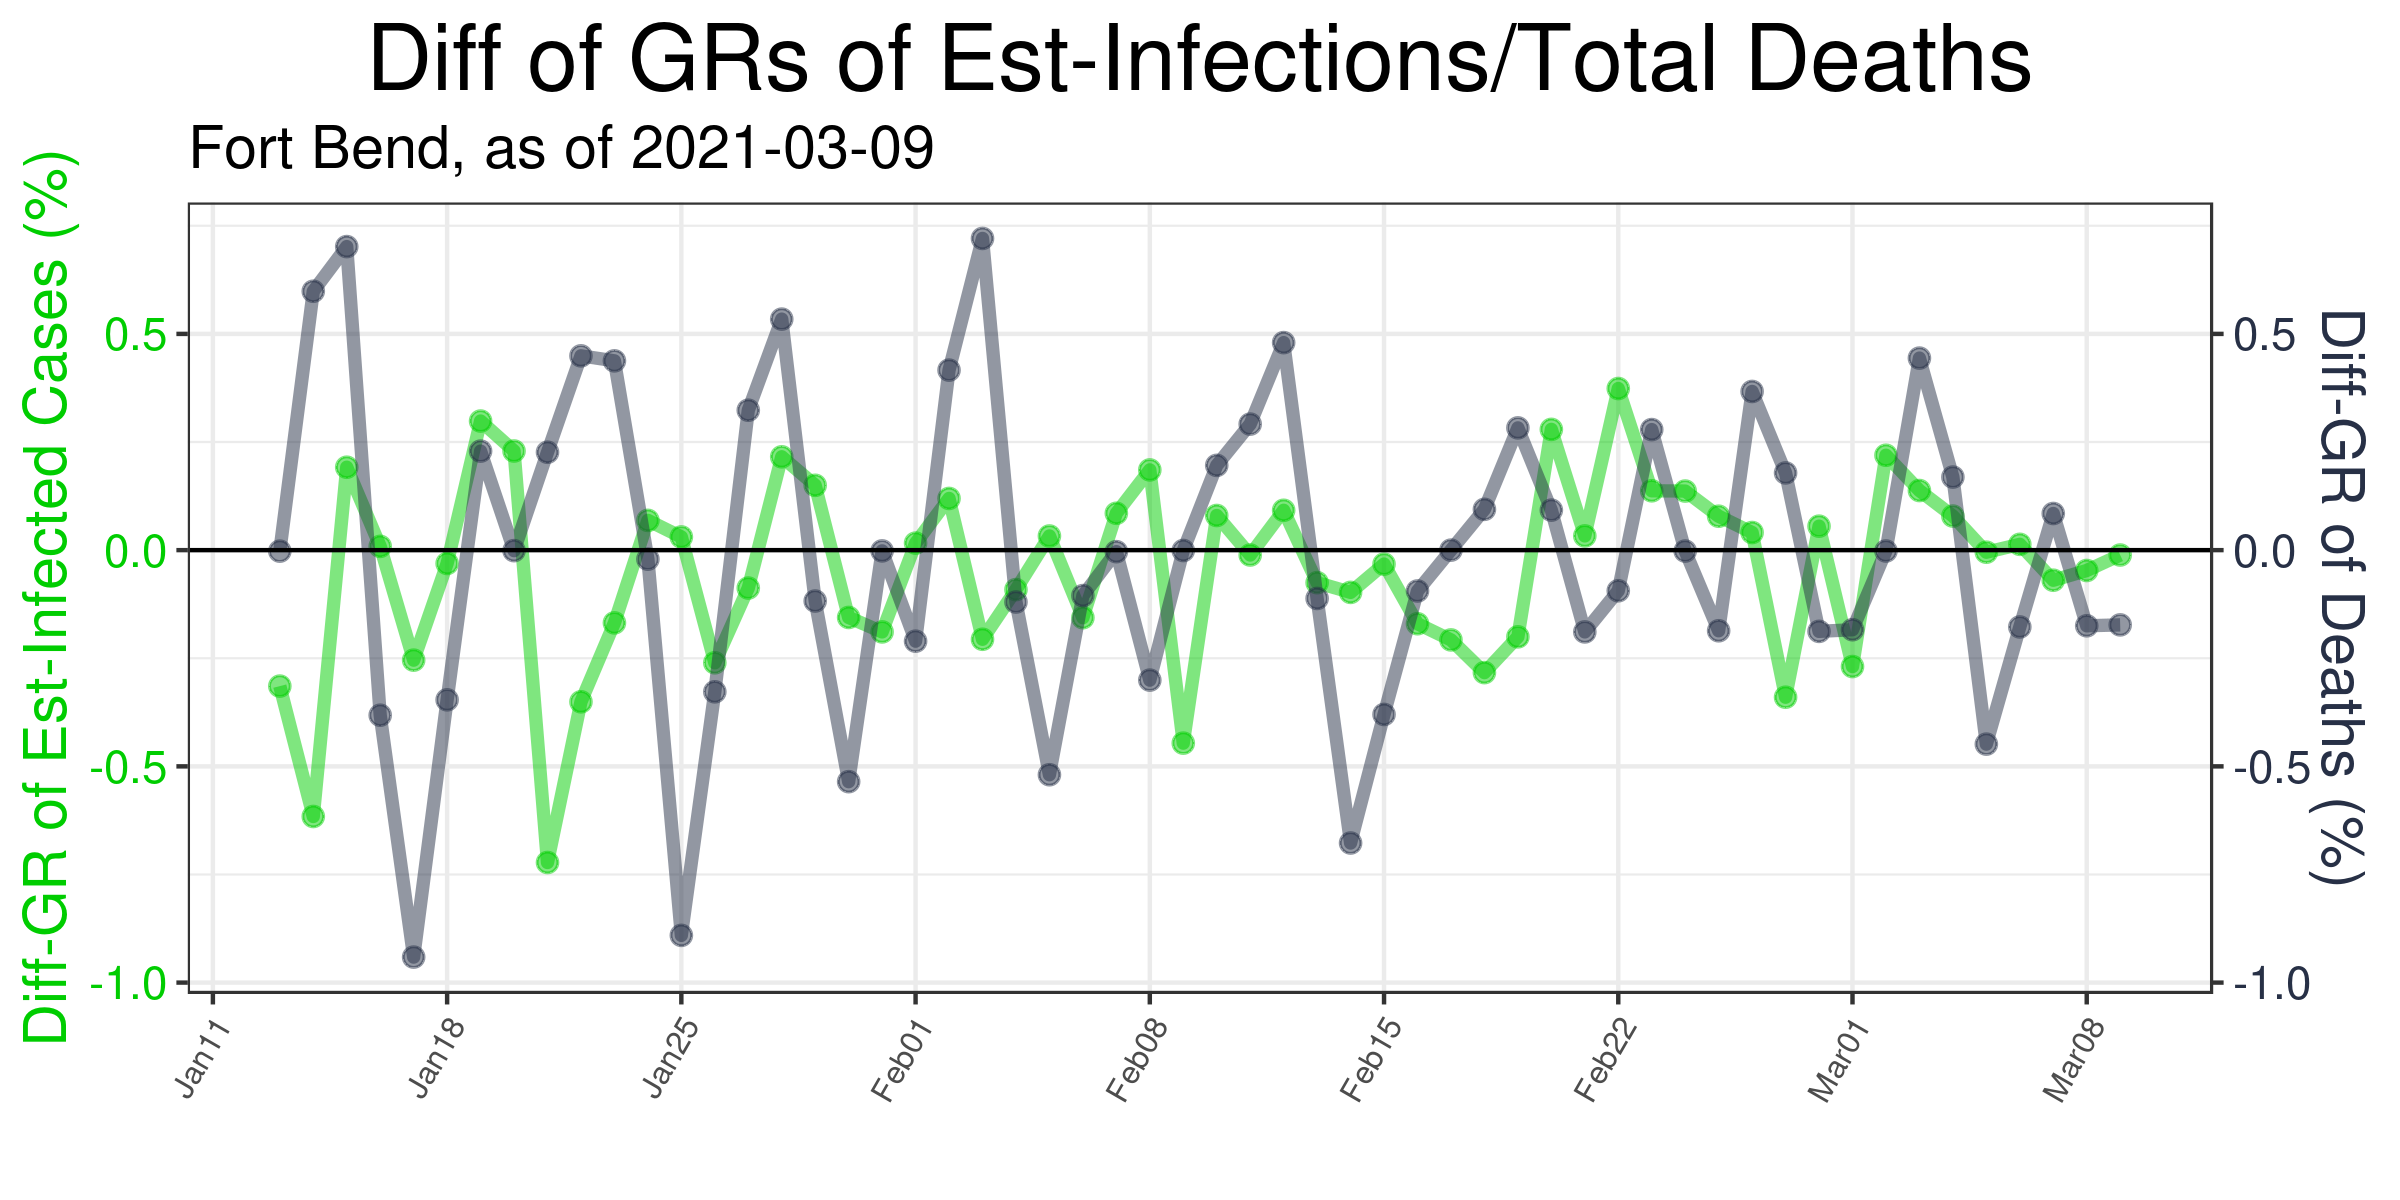 Diff of GRs of Est-Infections/Total Deaths
Fort Bend, as of 2021-03-09
Diff-GR of Est-Infected Cases (%)
0.5
0.0
-0.5
-1.0
0.5
0.0
-0.5
-1.0
Diff-GR of Deaths (%)
Jan11
Jan18
Jan25
Feb01
Feb08
Feb15
Feb22
Mar01
Mar08